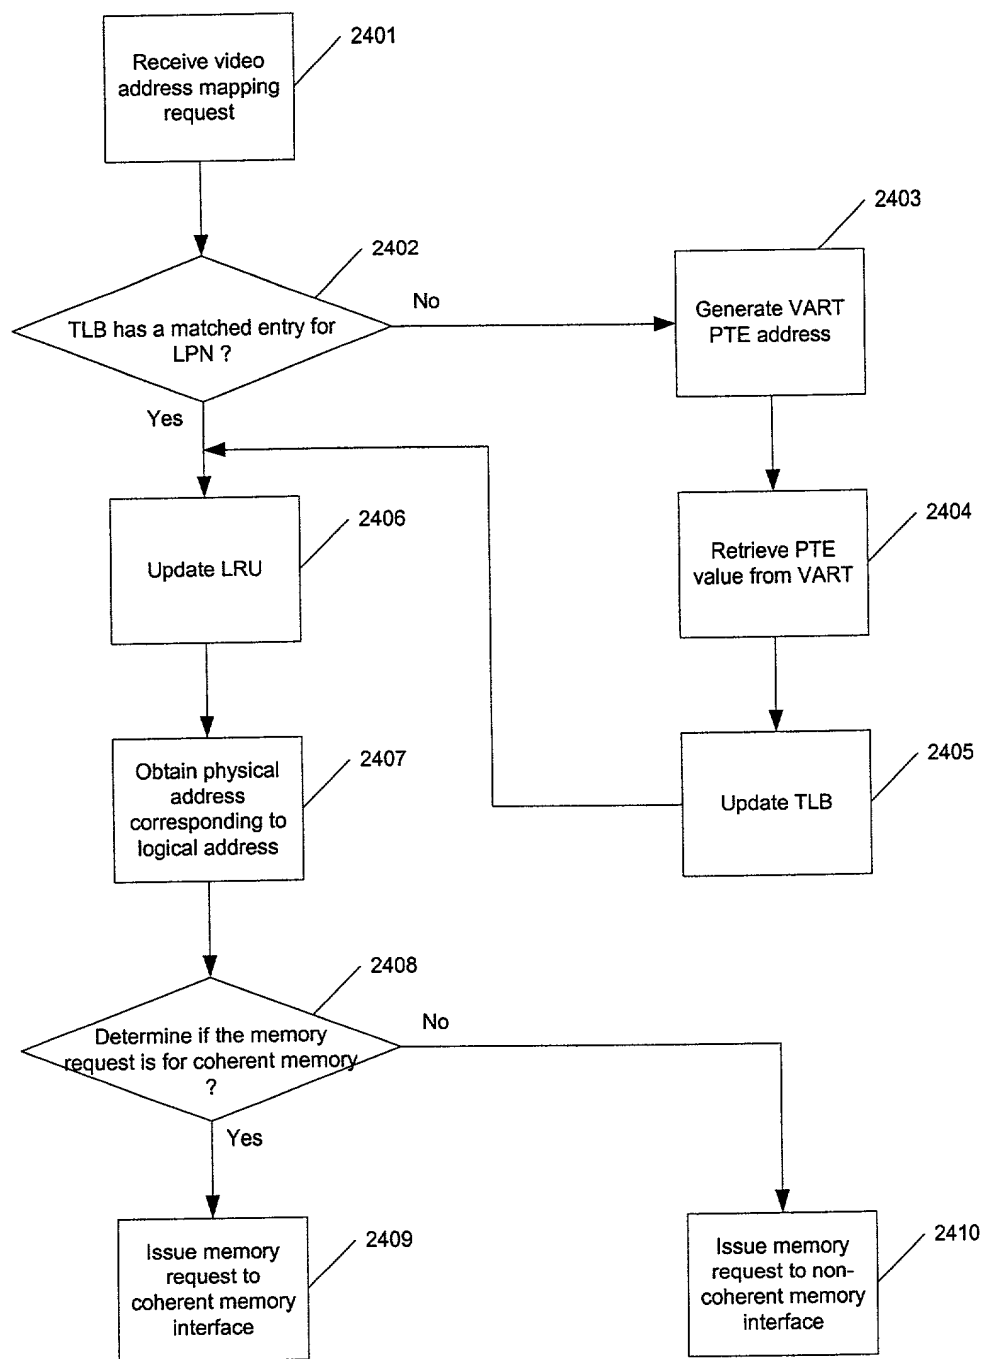 2401
Receive video
address mapping
request
2402
TLB has a matched entry for
LPN ?
No
Yes
2403
Generate VART
PTE address
2404
Retrieve PTE
value from VART
2405
Update TLB
2406
Update LRU
2407
Obtain physical
address
corresponding to
logical address
2408
Determine if the memory
request is for coherent memory
?
No
Yes
2409
Issue memory
request to
coherent memory
interface
2410
Issue memory
request to non-
coherent memory
interface